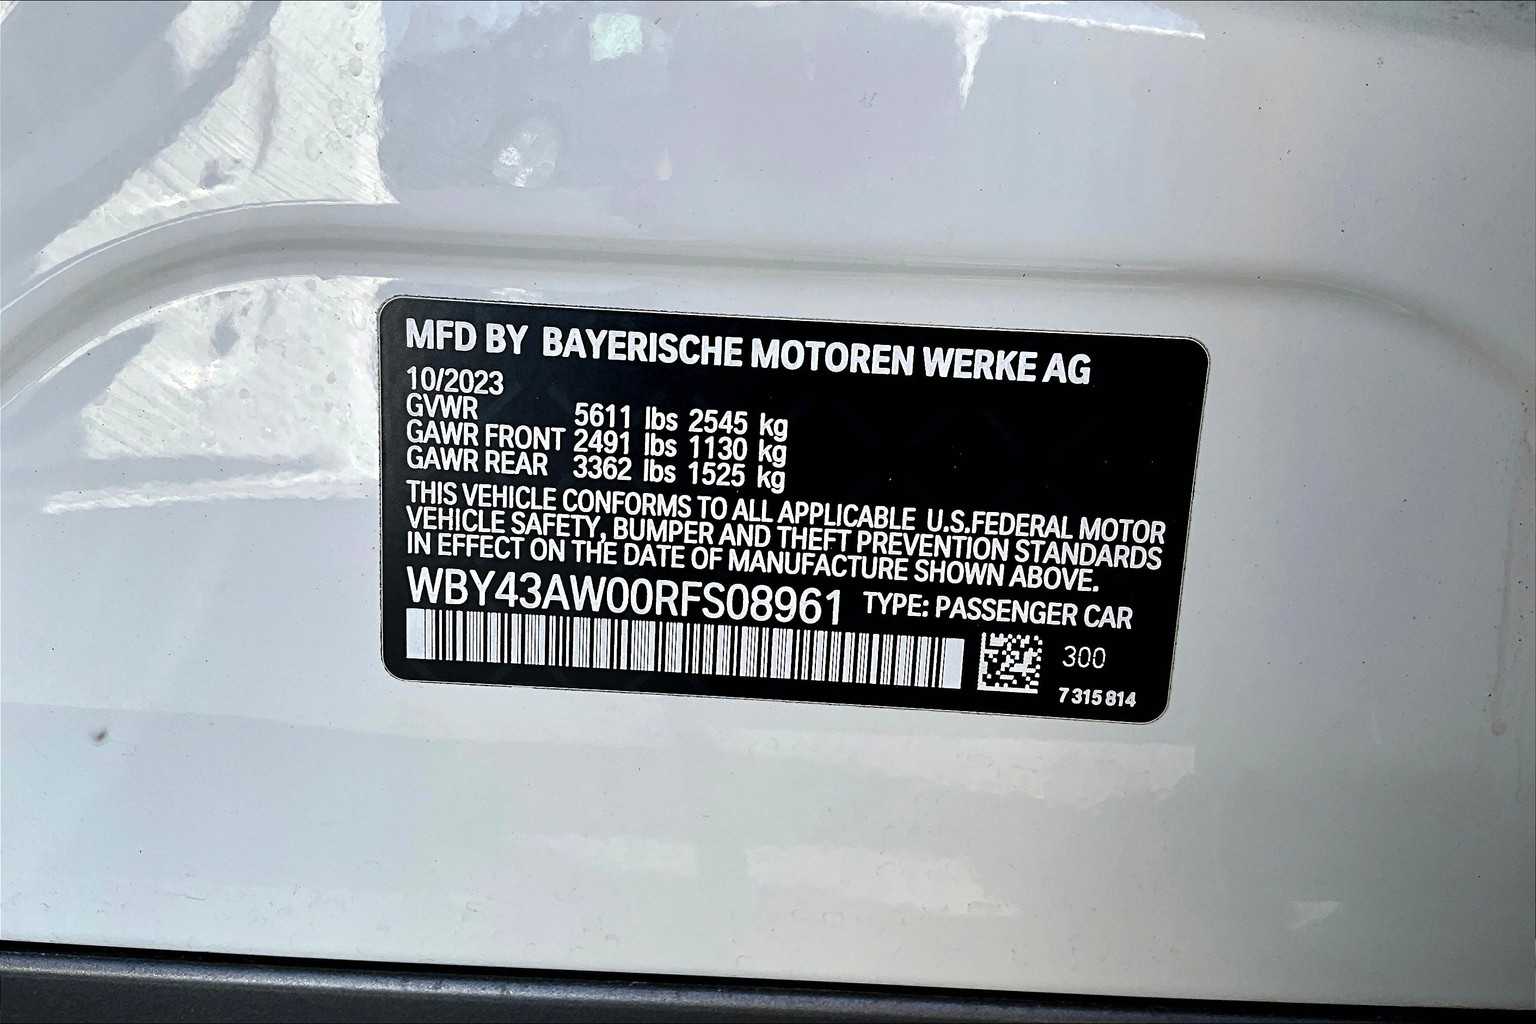 MFD BY BAYERISCHE MOTOREN WERKE AG
10/2023
GVWR 5611 lbs 2545 kg
GAWR FRONT 2491 lbs 1130 kg
GAWR REAR 3362 lbs 1525 kg
THIS VEHICLE CONFORMS TO ALL APPLICABLE U.S.FEDERAL MOTOR
VEHICLE SAFETY, BUMPER AND THEFT PREVENTION STANDARDS
IN EFFECT ON THE DATE OF MANUFACTURE SHOWN ABOVE.
WBY43AW00RFS08961 TYPE: PASSENGER CAR
300
7 315 814